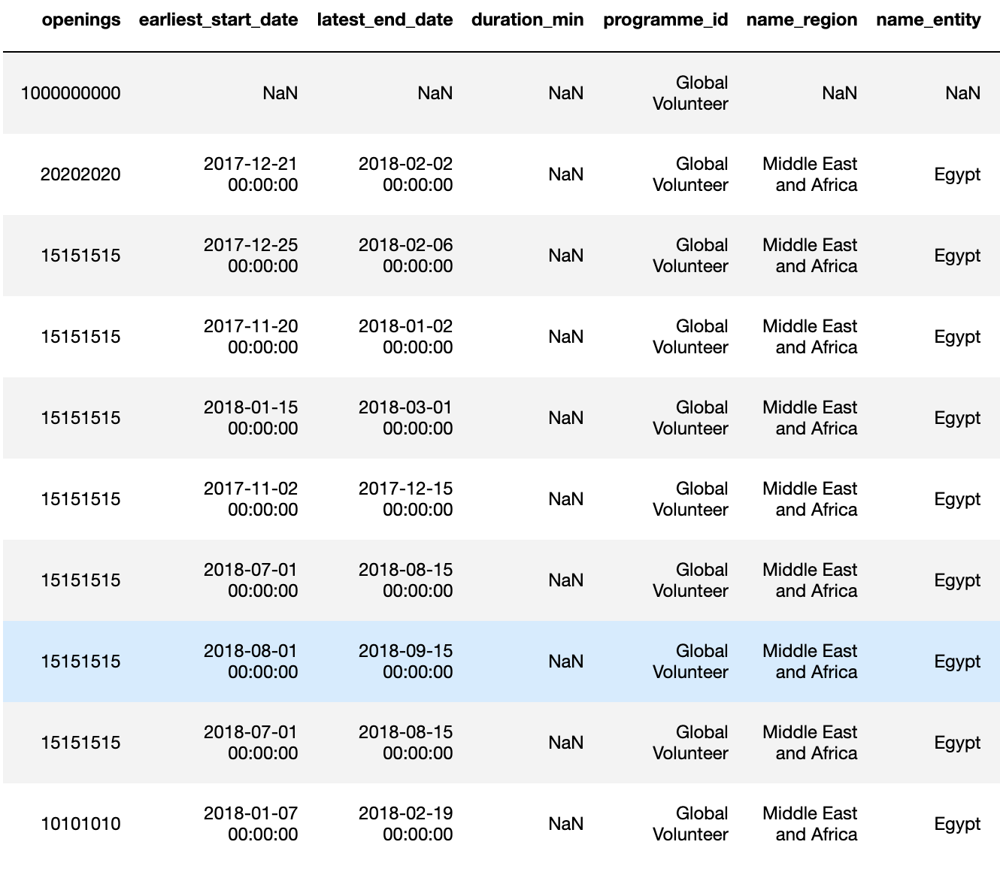 openings earliest_start_date latest_end_date duration_min programme_id name_region name_entity
1000000000 NaN NaN NaN Global Volunteer NaN NaN
20202020 2017-12-21 00:00:00 2018-02-02 00:00:00 NaN Global Volunteer Middle East and Africa Egypt
15151515 2017-12-25 00:00:00 2018-02-06 00:00:00 NaN Global Volunteer Middle East and Africa Egypt
15151515 2017-11-20 00:00:00 2018-01-02 00:00:00 NaN Global Volunteer Middle East and Africa Egypt
15151515 2018-01-15 00:00:00 2018-03-01 00:00:00 NaN Global Volunteer Middle East and Africa Egypt
15151515 2017-11-02 00:00:00 2017-12-15 00:00:00 NaN Global Volunteer Middle East and Africa Egypt
15151515 2018-07-01 00:00:00 2018-08-15 00:00:00 NaN Global Volunteer Middle East and Africa Egypt
15151515 2018-08-01 00:00:00 2018-09-15 00:00:00 NaN Global Volunteer Middle East and Africa Egypt
15151515 2018-07-01 00:00:00 2018-08-15 00:00:00 NaN Global Volunteer Middle East and Africa Egypt
10101010 2018-01-07 00:00:00 2018-02-19 00:00:00 NaN Global Volunteer Middle East and Africa Egypt